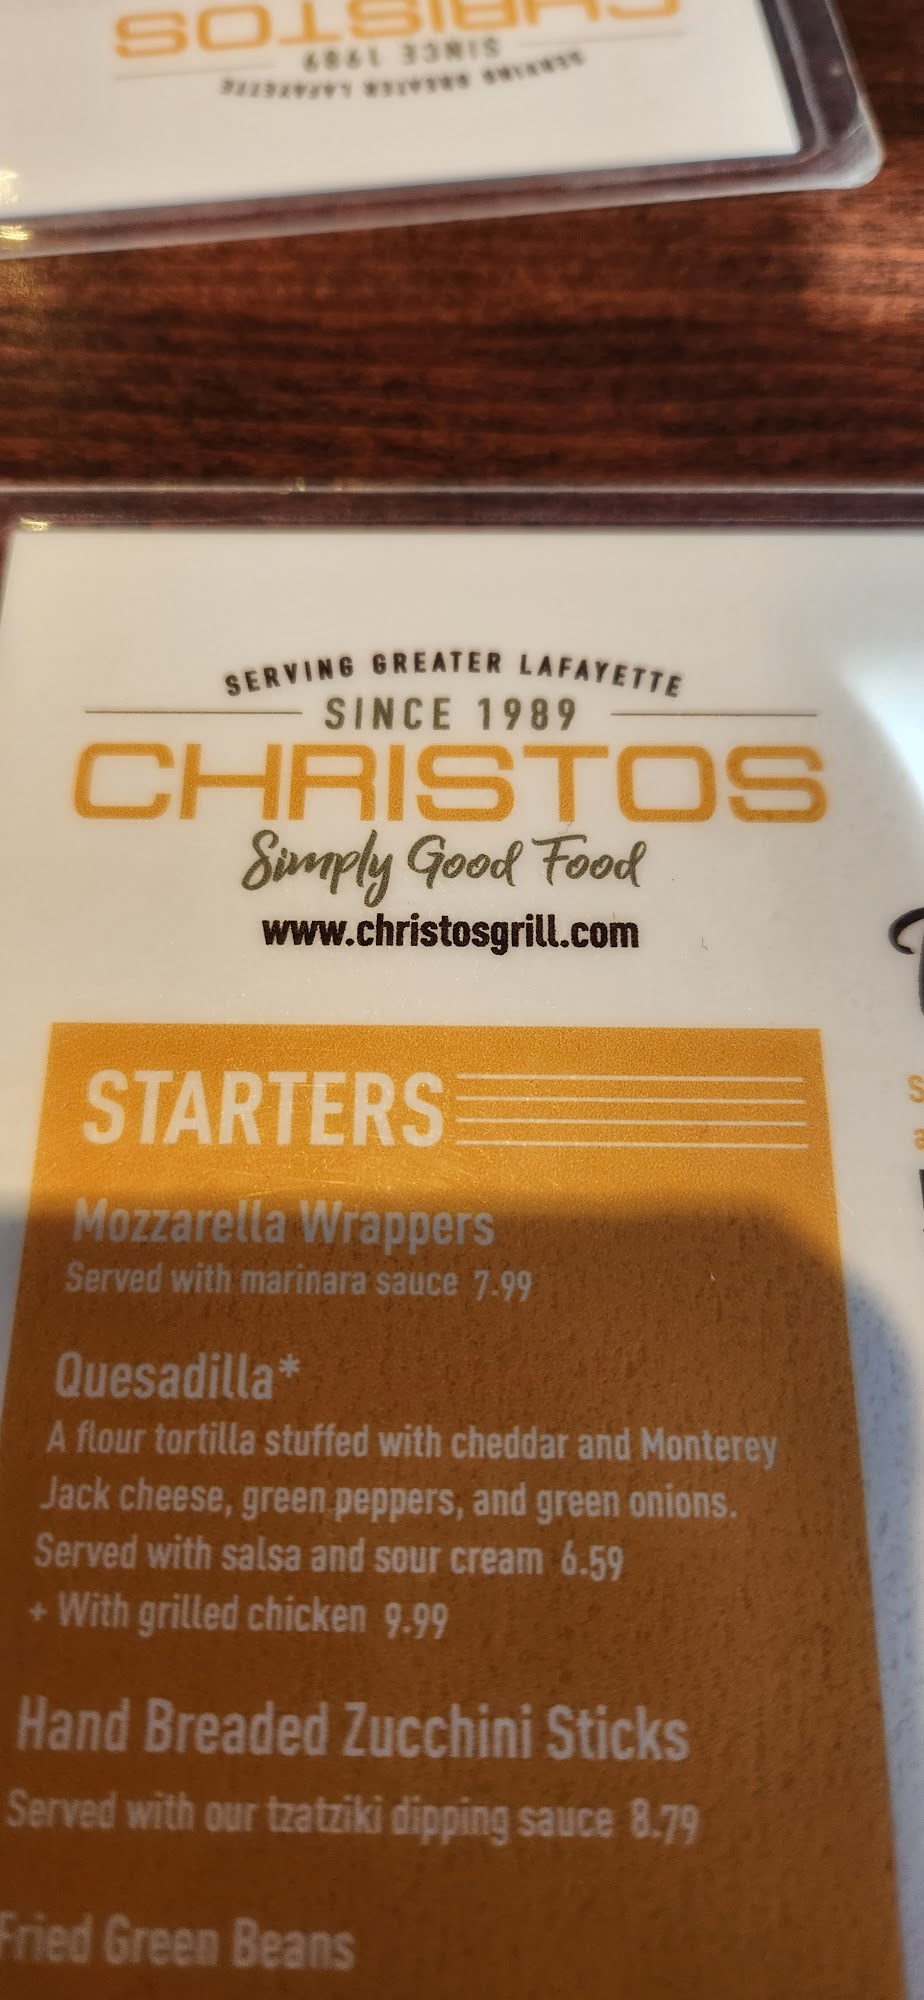 CHRISTOS
SINCE 1989
SERVING GREATER LAFAYETTE
SERVING GREATER LAFAYETTE
SINCE 1989
CHRISTOS
Simply Good Food
www.christosgrill.com
STARTERS
Mozzarella Wrappers
Served with marinara sauce 7.99
Quesadilla*
A flour tortilla stuffed with cheddar and Monterey
Jack cheese, green peppers, and green onions.
Served with salsa and sour cream 6.59
+ With grilled chicken 9.99
Hand Breaded Zucchini Sticks
Served with our tzatziki dipping sauce 8.79
Fried Green Beans